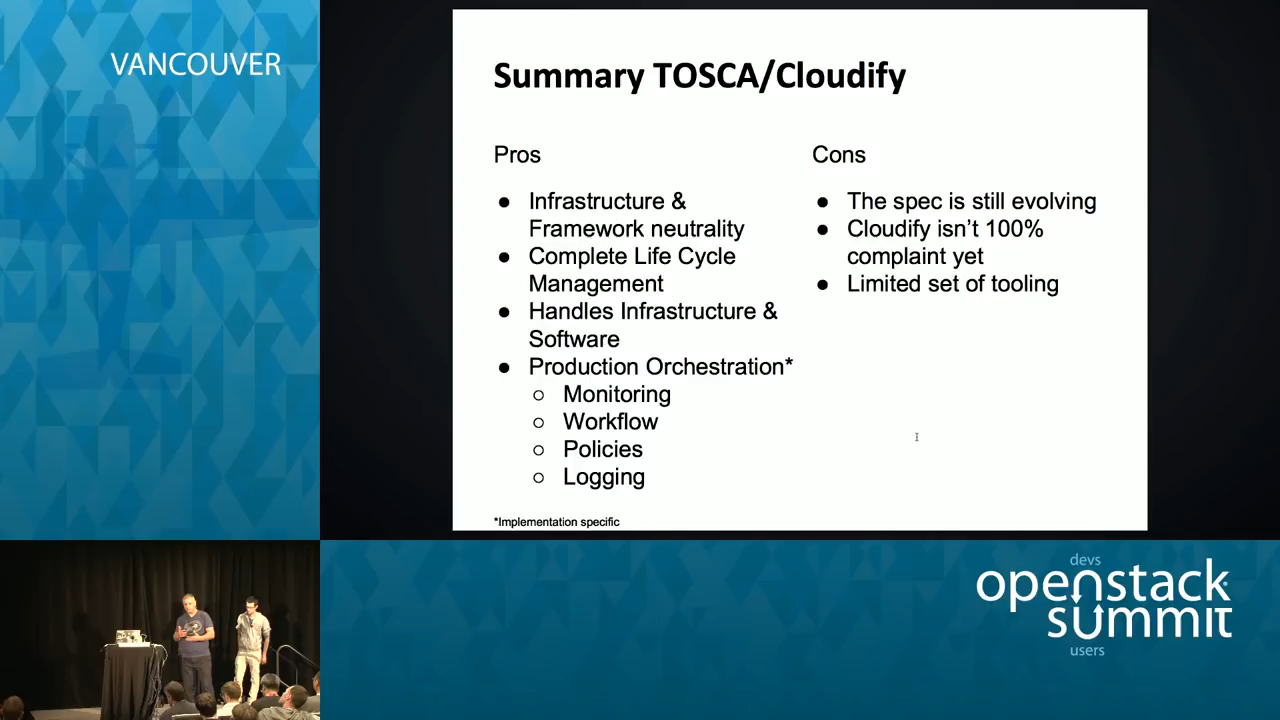 VANCOUVER
Summary TOSCA/Cloudify
Pros
● Infrastructure &
Framework neutrality
● Complete Life Cycle
Management
● Handles Infrastructure &
Software
● Production Orchestration*
○ Monitoring
○ Workflow
○ Policies
○ Logging
*Implementation specific
Cons
● The spec is still evolving
● Cloudify isn't 100%
complaint yet
● Limited set of tooling
devs
openstack
summit
users